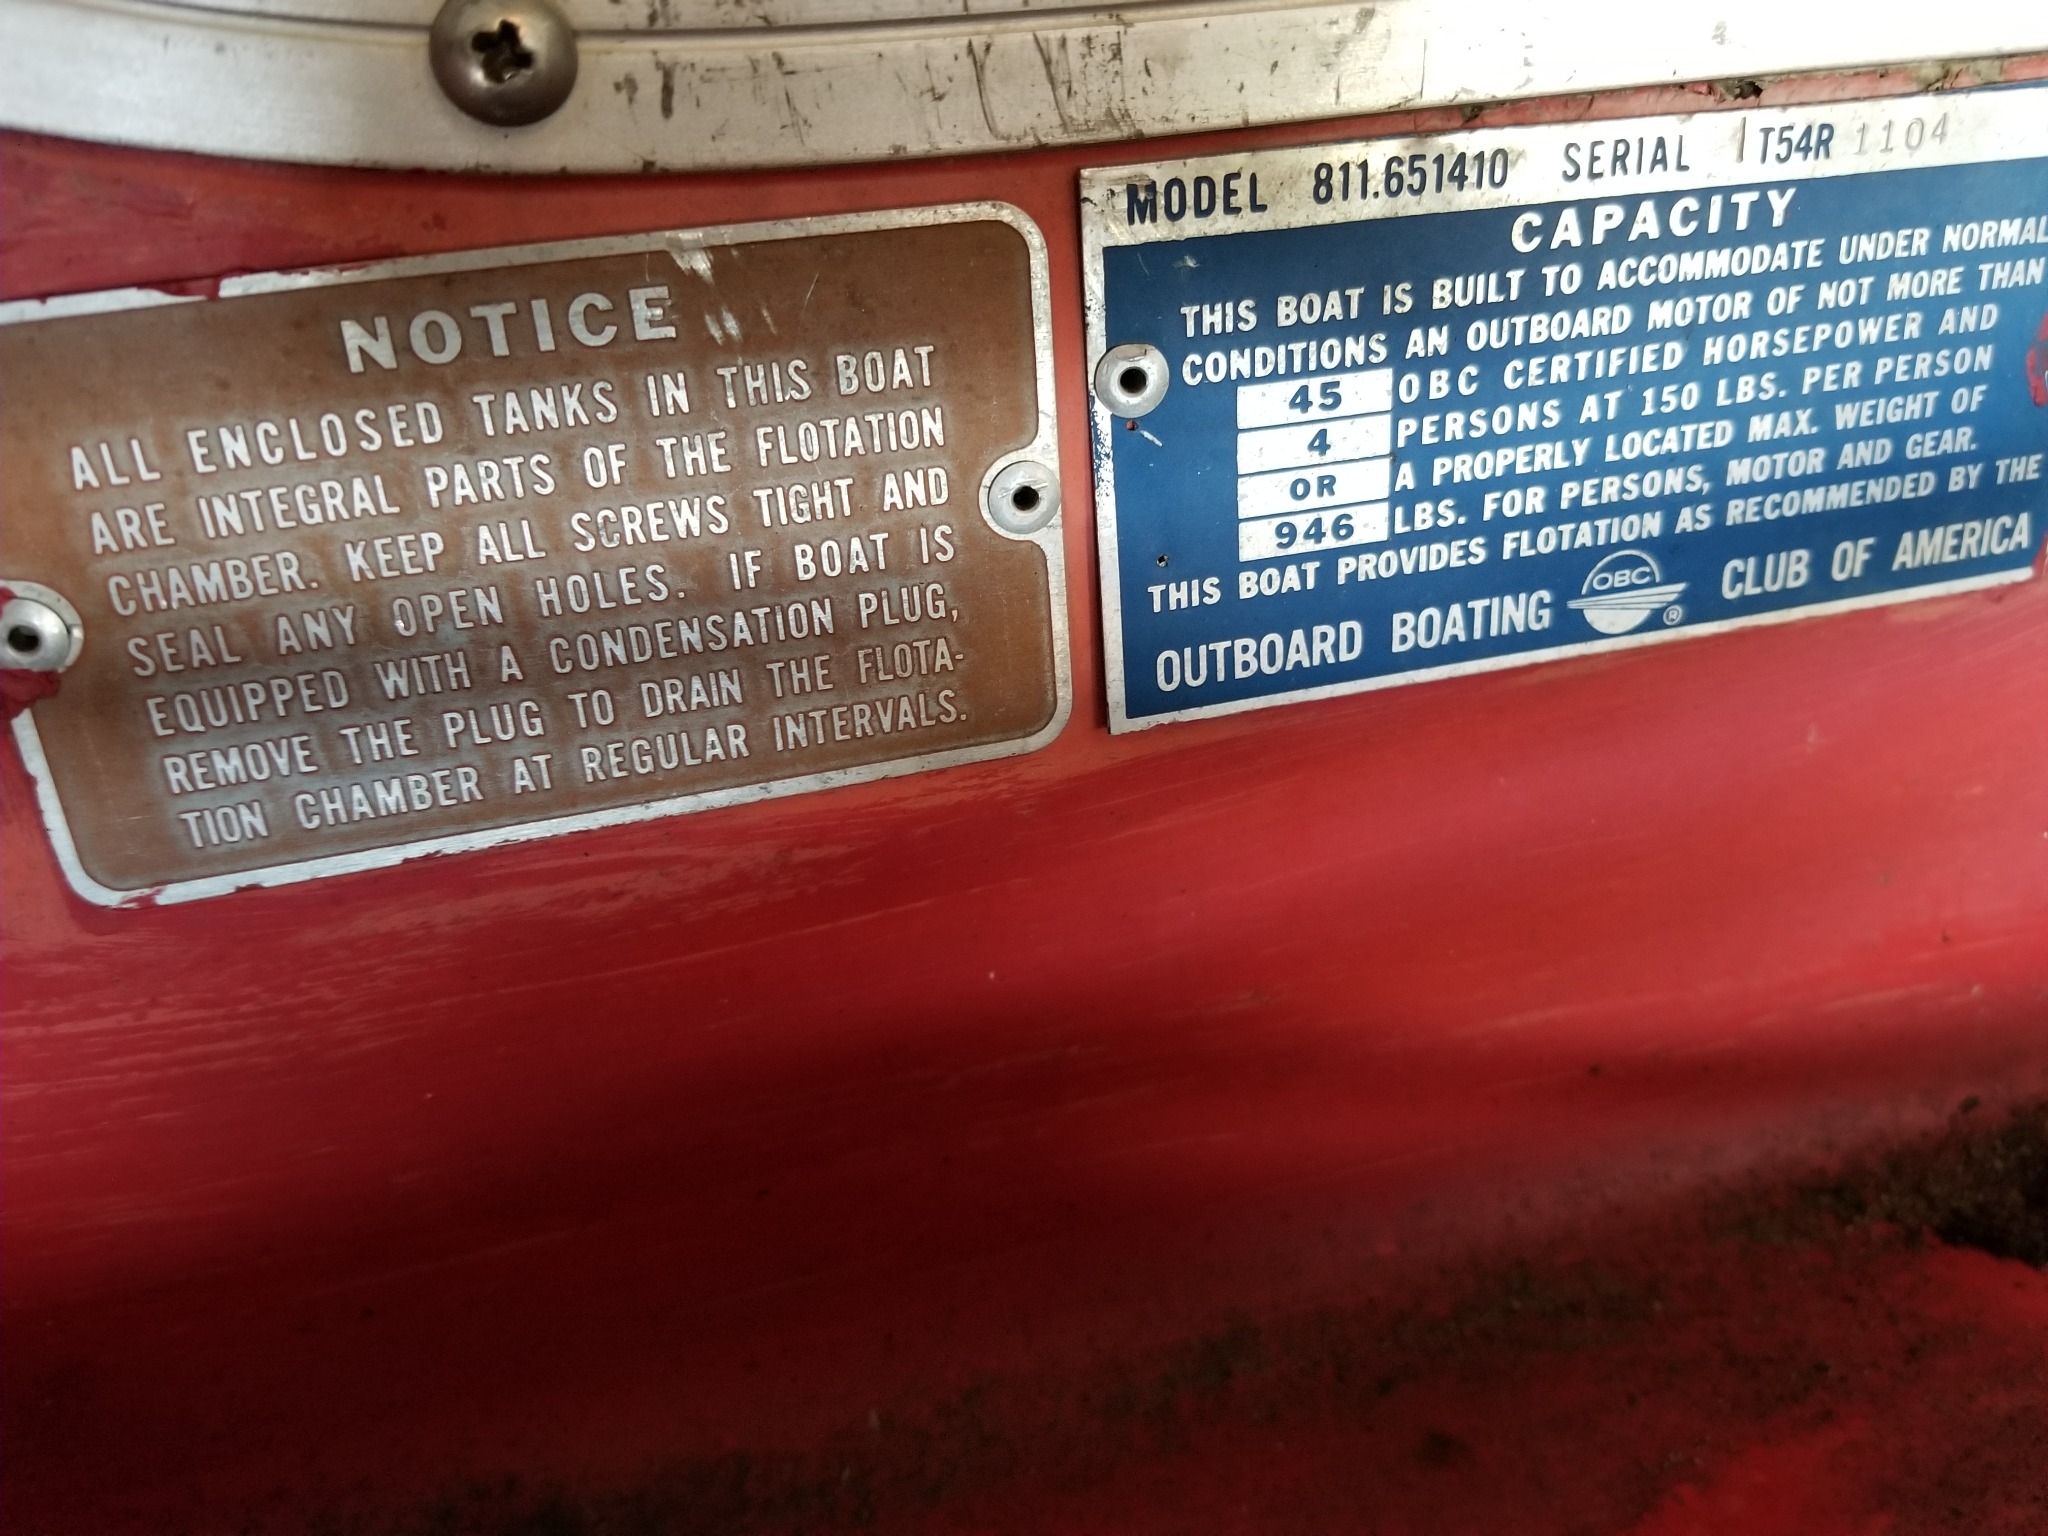 NOTICE
ALL ENCLOSED TANKS IN THIS BOAT
ARE INTEGRAL PARTS OF THE FLOTATION
CHAMBER. KEEP ALL SCREWS TIGHT AND
SEAL ANY OPEN HOLES. IF BOAT IS
EQUIPPED WITH A CONDENSATION PLUG,
REMOVE THE PLUG TO DRAIN THE FLOTA-
TION CHAMBER AT REGULAR INTERVALS.
MODEL 811.651410 SERIAL T54R 1104
CAPACITY
THIS BOAT IS BUILT TO ACCOMMODATE UNDER NORMAL
CONDITIONS AN OUTBOARD MOTOR OF NOT MORE THAN
45 OBC CERTIFIED HORSEPOWER AND
4 PERSONS AT 150 LBS. PER PERSON
OR A PROPERLY LOCATED MAX. WEIGHT OF
946 LBS. FOR PERSONS, MOTOR AND GEAR.
THIS BOAT PROVIDES FLOTATION AS RECOMMENDED BY THE
OUTBOARD BOATING OBC ® CLUB OF AMERICA